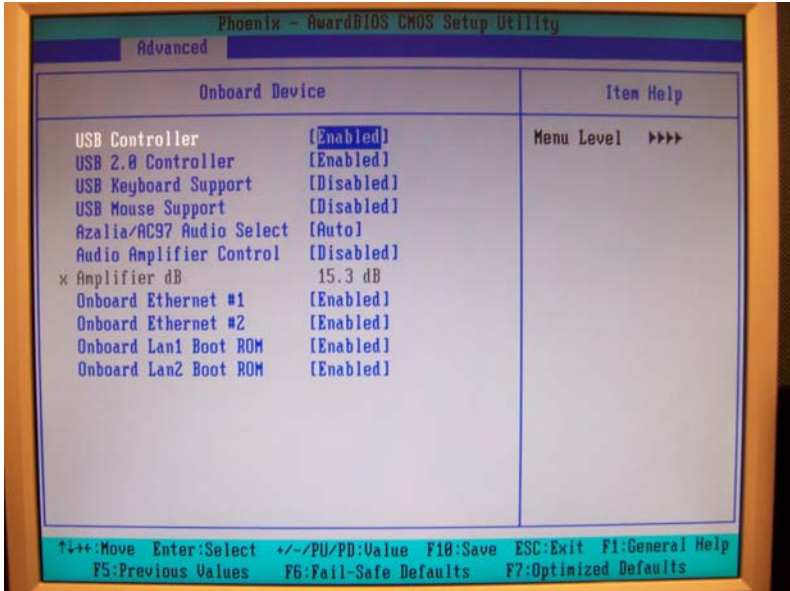 Phoenix - AwardBIOS CMOS Setup Utility
Advanced
Onboard Device
Item Help
USB Controller [Enabled]
Menu Level ▸▸▸▸
USB 2.0 Controller [Enabled]
USB Keyboard Support [Disabled]
USB Mouse Support [Disabled]
Azalia/AC97 Audio Select [Auto]
Audio Amplifier Control [Disabled]
x Amplifier dB 15.3 dB
Onboard Ethernet #1 [Enabled]
Onboard Ethernet #2 [Enabled]
Onboard Lan1 Boot ROM [Enabled]
Onboard Lan2 Boot ROM [Enabled]
↑↓→←:Move Enter:Select +/-/PU/PD:Value F10:Save ESC:Exit F1:General Help
F5:Previous Values F6:Fail-Safe Defaults F7:Optimized Defaults